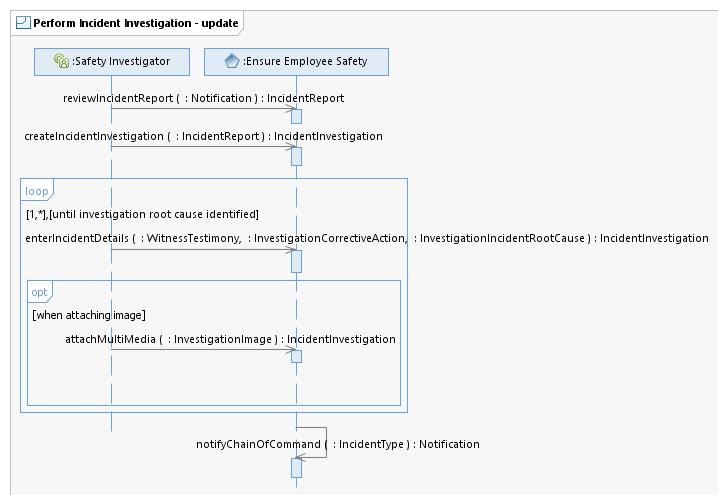 Perform Incident Investigation - update
:Safety Investigator
:Ensure Employee Safety
reviewIncidentReport ( : Notification ) : IncidentReport
createIncidentInvestigation ( : IncidentReport ) : IncidentInvestigation
loop
[1,*],[until investigation root cause identified]
enterIncidentDetails ( : WitnessTestimony, : InvestigationCorrectiveAction, : InvestigationIncidentRootCause ) : IncidentInvestigation
opt
[when attaching image]
attachMultiMedia ( : InvestigationImage ) : IncidentInvestigation
notifyChainOfCommand ( : IncidentType ) : Notification